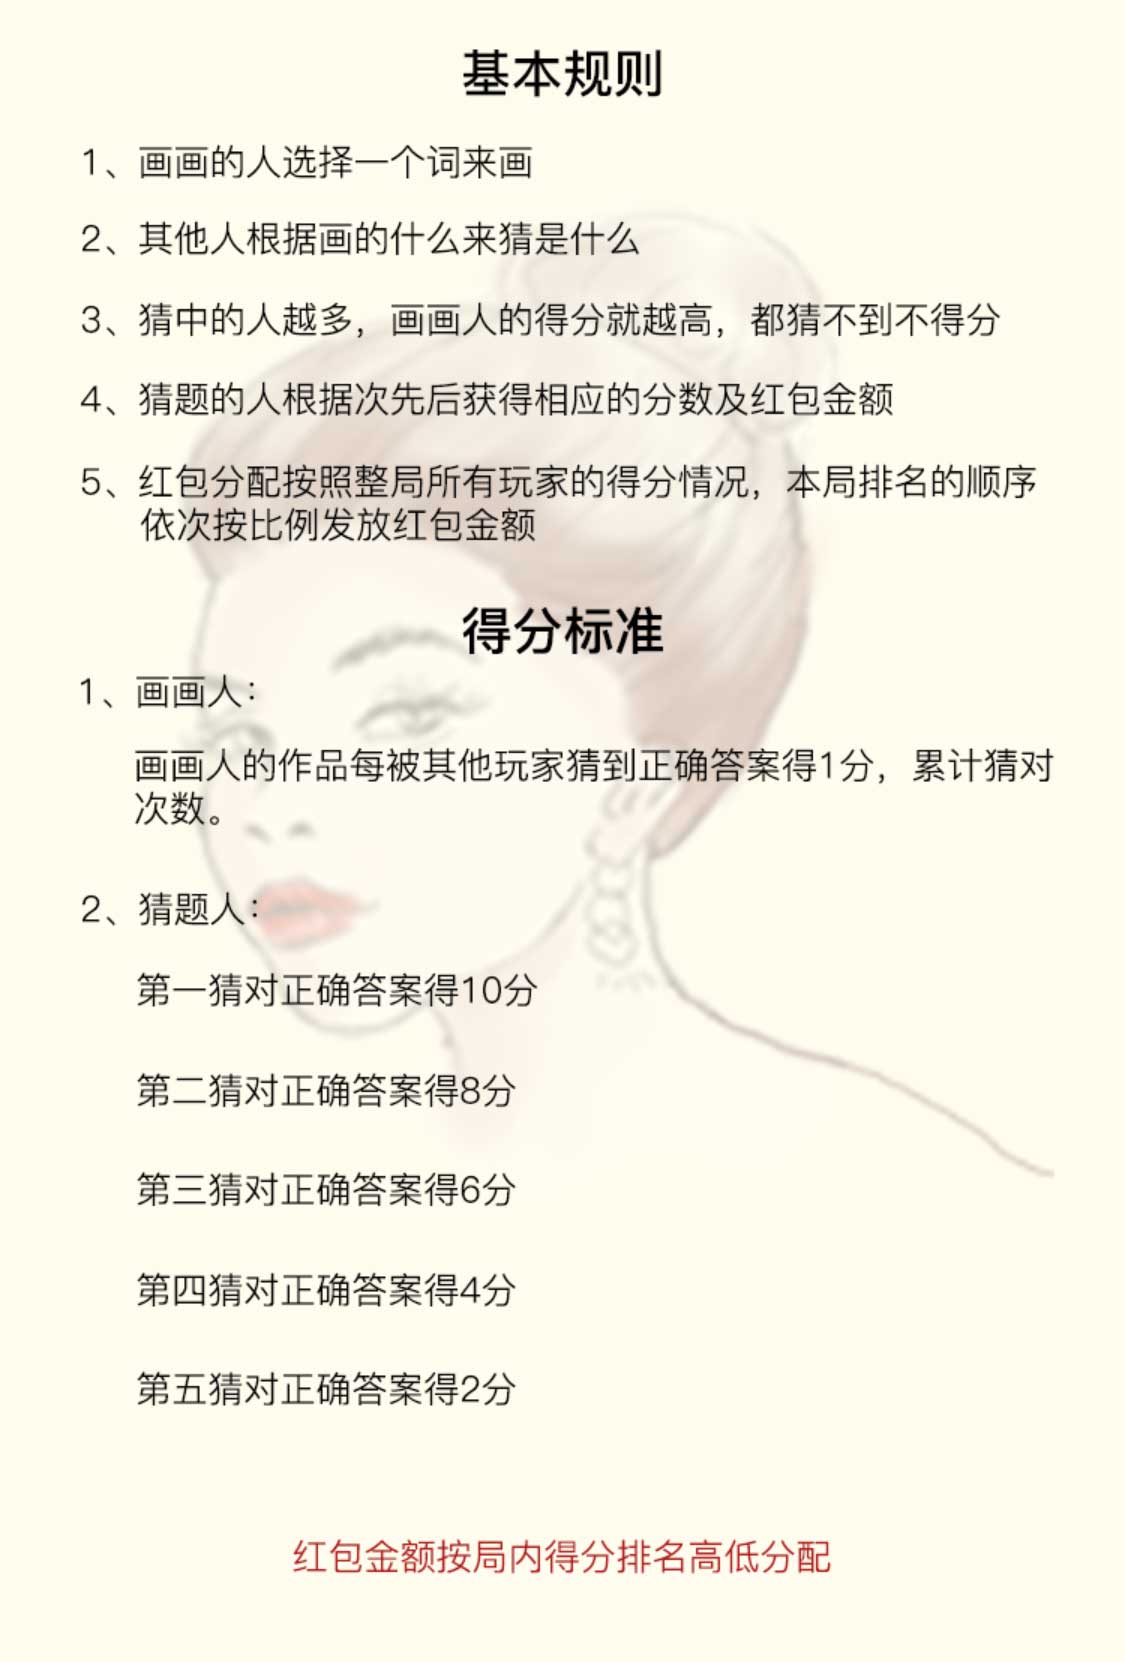 基本规则
1、画画的人选择一个词来画
2、其他人根据画的什么来猜是什么
3、猜中的人越多，画画人的得分就越高，都猜不到不得分
4、猜题的人根据次先后获得相应的分数及红包金额
5、红包分配按照整局所有玩家的得分情况，本局排名的顺序
依次按比例发放红包金额
得分标准
1、画画人：
画画人的作品每被其他玩家猜到正确答案得1分，累计猜对
次数。
2、猜题人：
第一猜对正确答案得10分
第二猜对正确答案得8分
第三猜对正确答案得6分
第四猜对正确答案得4分
第五猜对正确答案得2分
红包金额按局内得分排名高低分配